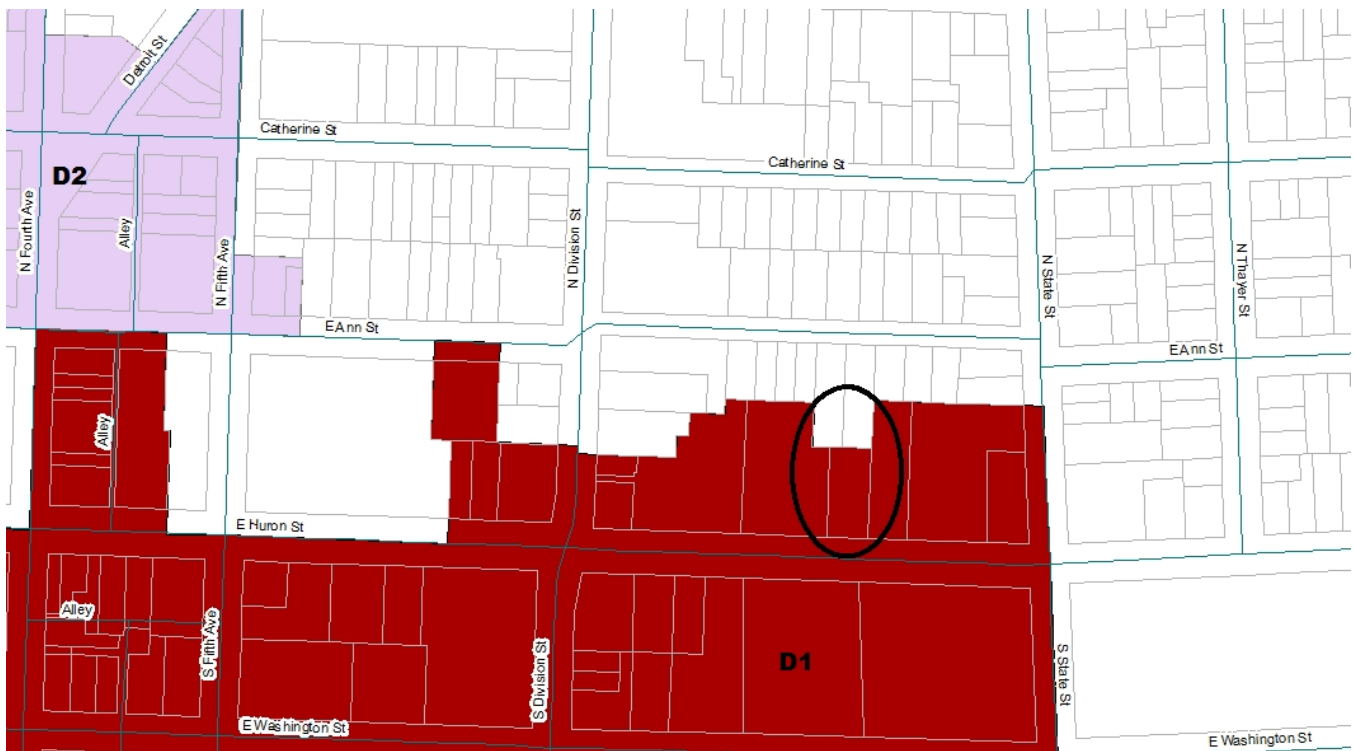 Detroit St
Catherine St
Catherine St
D2
N Fourth Ave
Alley
N Fifth Ave
N Division St
N State St
N Thayer St
E Ann St
E Ann St
Alley
E Huron St
Alley
S Fifth Ave
S Division St
D1
S State St
E Washington St
E Washington St